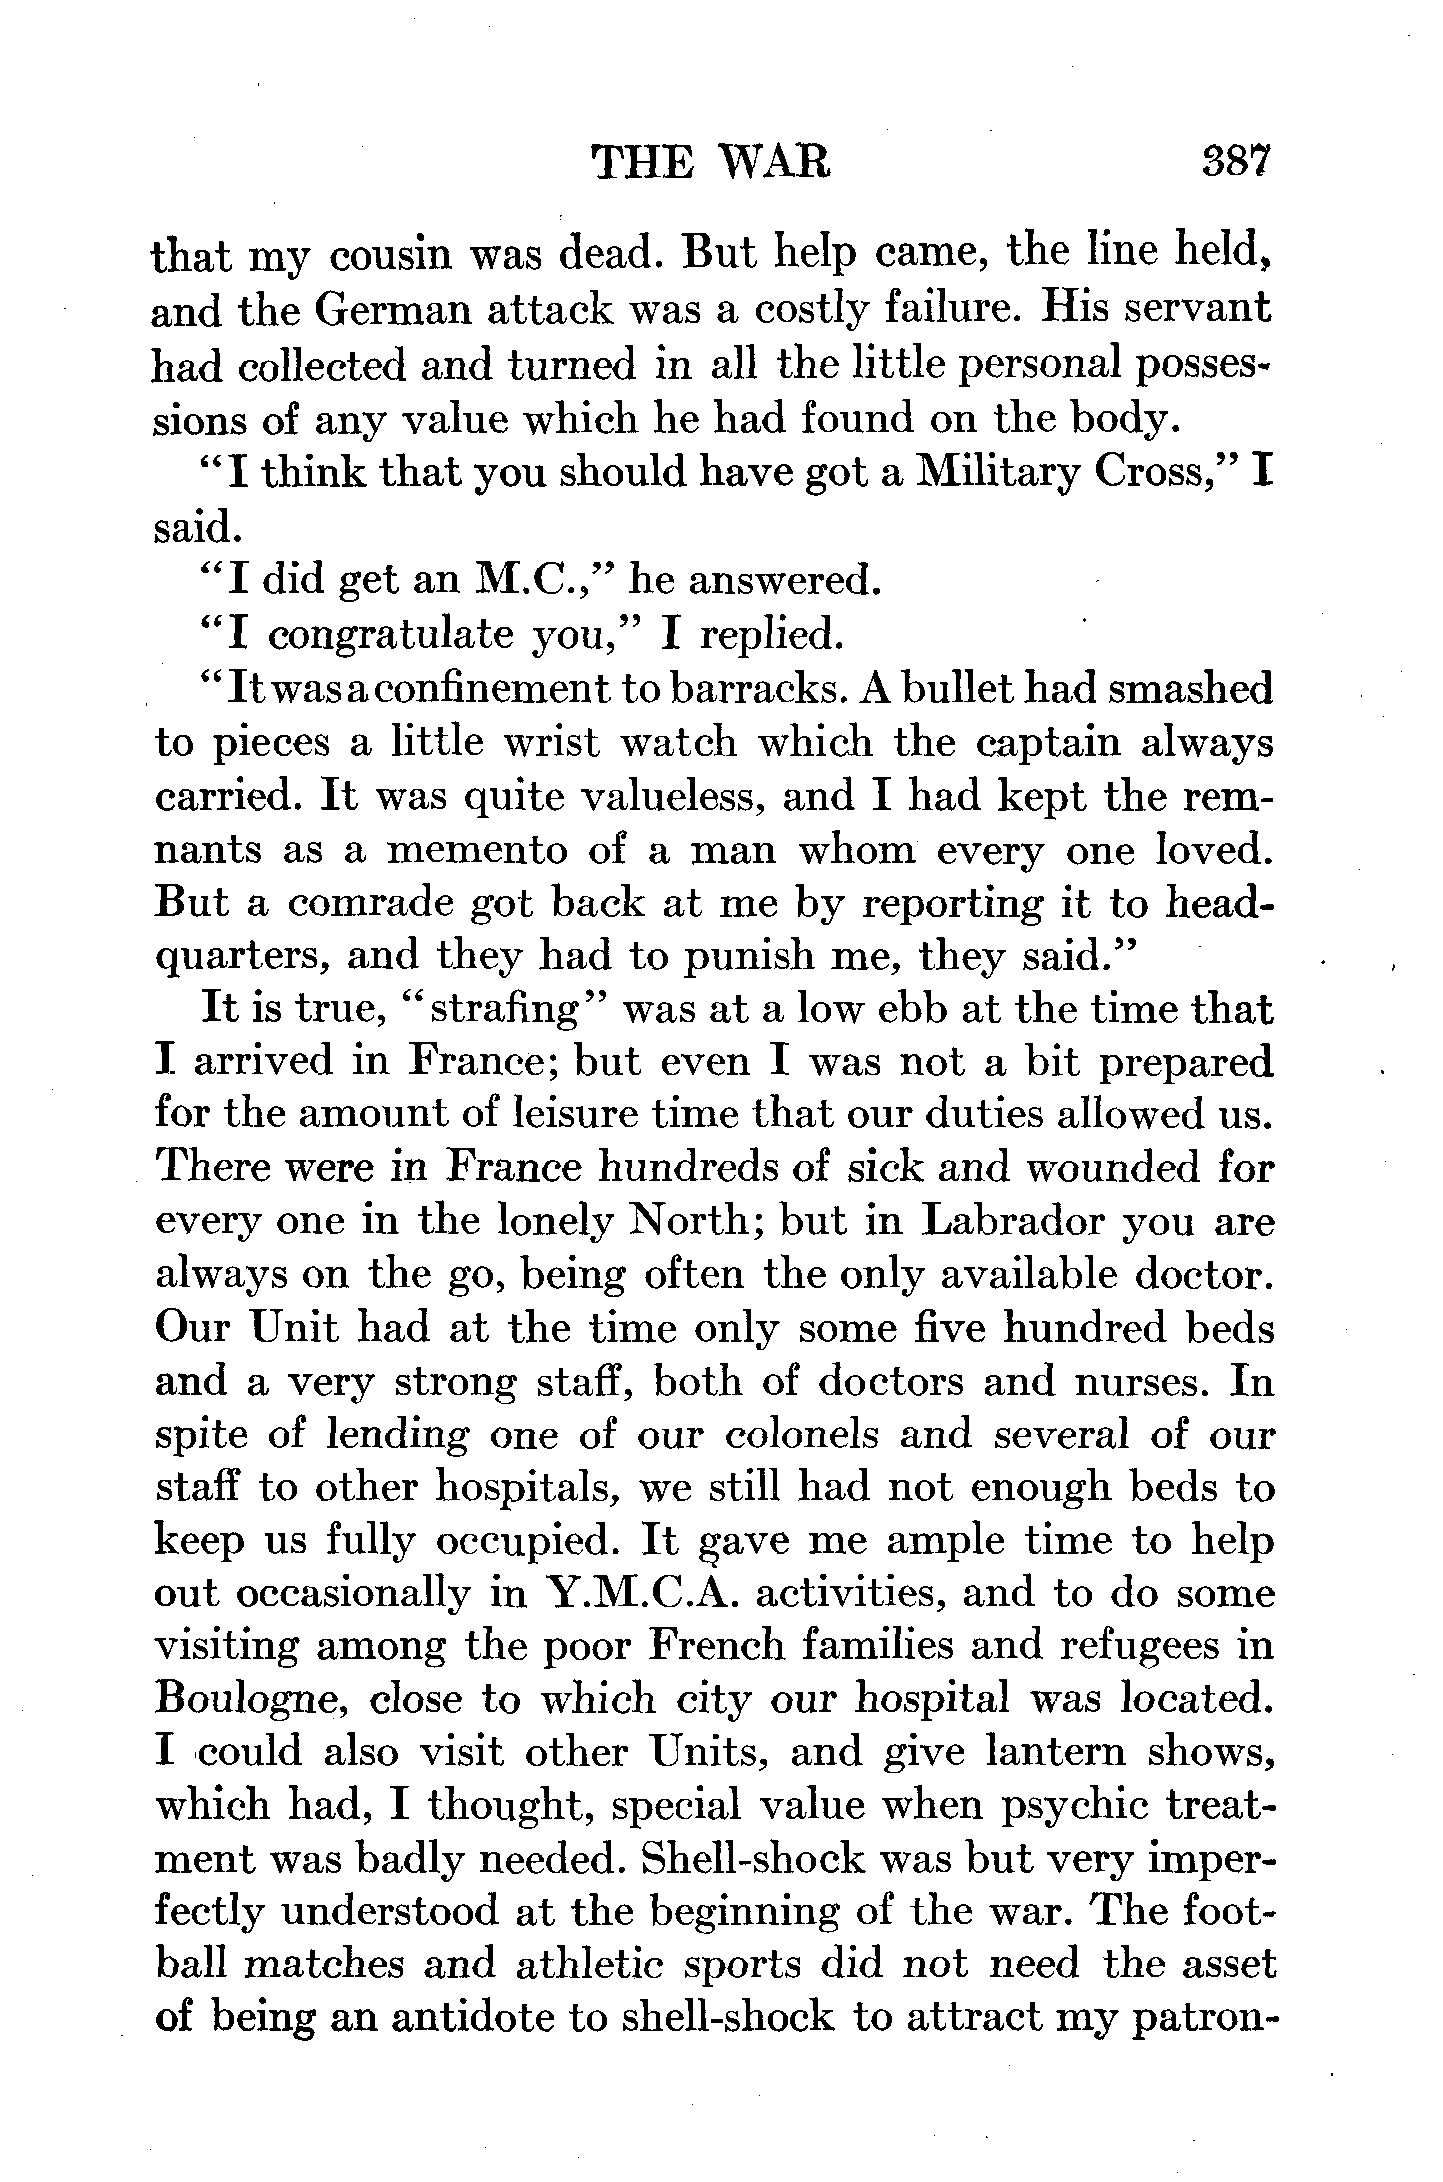 THE WAR 387
that my cousin was dead. But help came, the line held,
and the German attack was a costly failure. His servant
had collected and turned in all the little personal posses-
sions of any value which he had found on the body.
"I think that you should have got a Military Cross," I
said.
"I did get an M.C.," he answered.
"I congratulate you," I replied.
"It was a confinement to barracks. A bullet had smashed
to pieces a little wrist watch which the captain always
carried. It was quite valueless, and I had kept the rem-
nants as a memento of a man whom every one loved.
But a comrade got back at me by reporting it to head-
quarters, and they had to punish me, they said."
It is true, "strafing" was at a low ebb at the time that
I arrived in France; but even I was not a bit prepared
for the amount of leisure time that our duties allowed us.
There were in France hundreds of sick and wounded for
every one in the lonely North; but in Labrador you are
always on the go, being often the only available doctor.
Our Unit had at the time only some five hundred beds
and a very strong staff, both of doctors and nurses. In
spite of lending one of our colonels and several of our
staff to other hospitals, we still had not enough beds to
keep us fully occupied. It gave me ample time to help
out occasionally in Y.M.C.A. activities, and to do some
visiting among the poor French families and refugees in
Boulogne, close to which city our hospital was located.
I could also visit other Units, and give lantern shows,
which had, I thought, special value when psychic treat-
ment was badly needed. Shell-shock was but very imper-
fectly understood at the beginning of the war. The foot-
ball matches and athletic sports did not need the asset
of being an antidote to shell-shock to attract my patron-